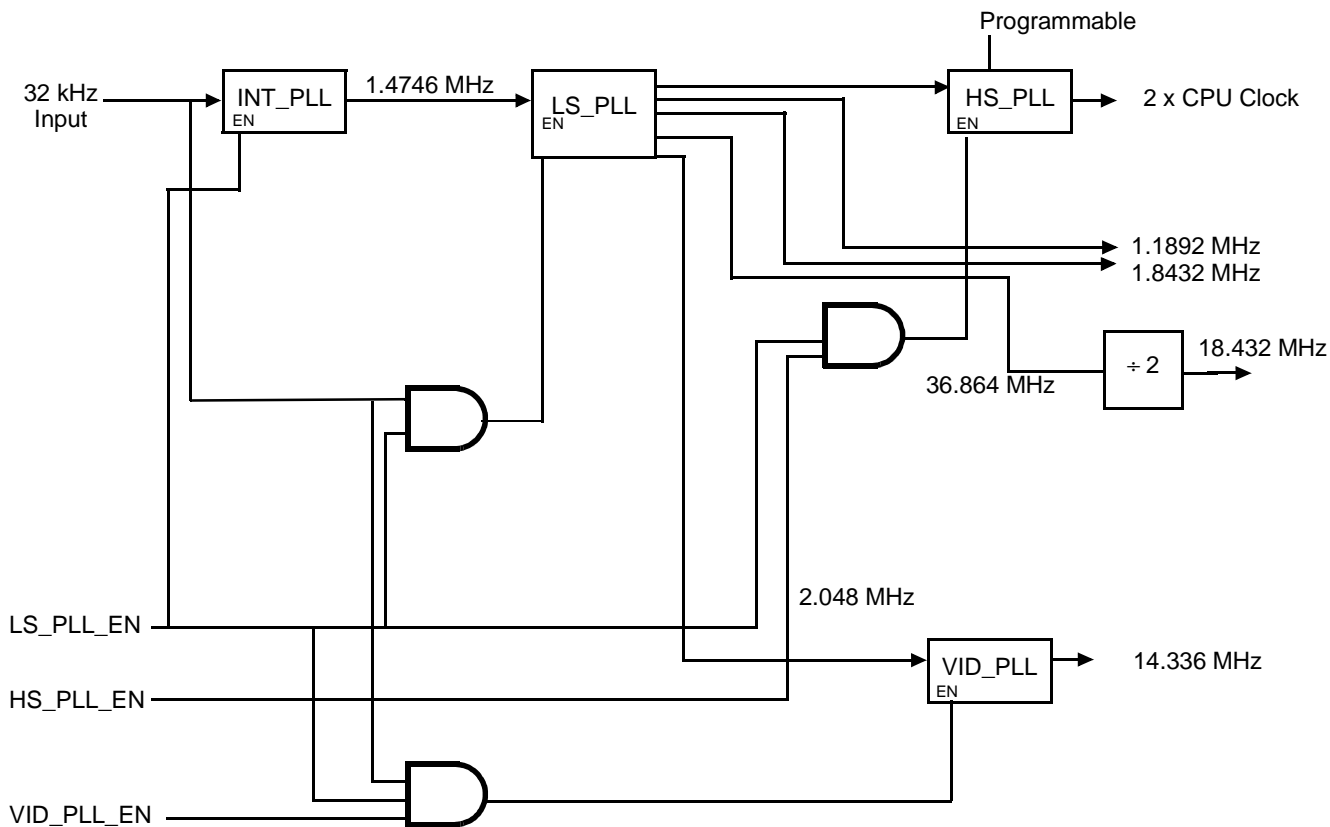 Programmable
32 kHz
Input
INT_PLL
EN
1.4746 MHz
LS_PLL
EN
HS_PLL
EN
2 x CPU Clock
1.1892 MHz
1.8432 MHz
÷ 2
18.432 MHz
36.864 MHz
2.048 MHz
LS_PLL_EN
HS_PLL_EN
VID_PLL
EN
14.336 MHz
VID_PLL_EN